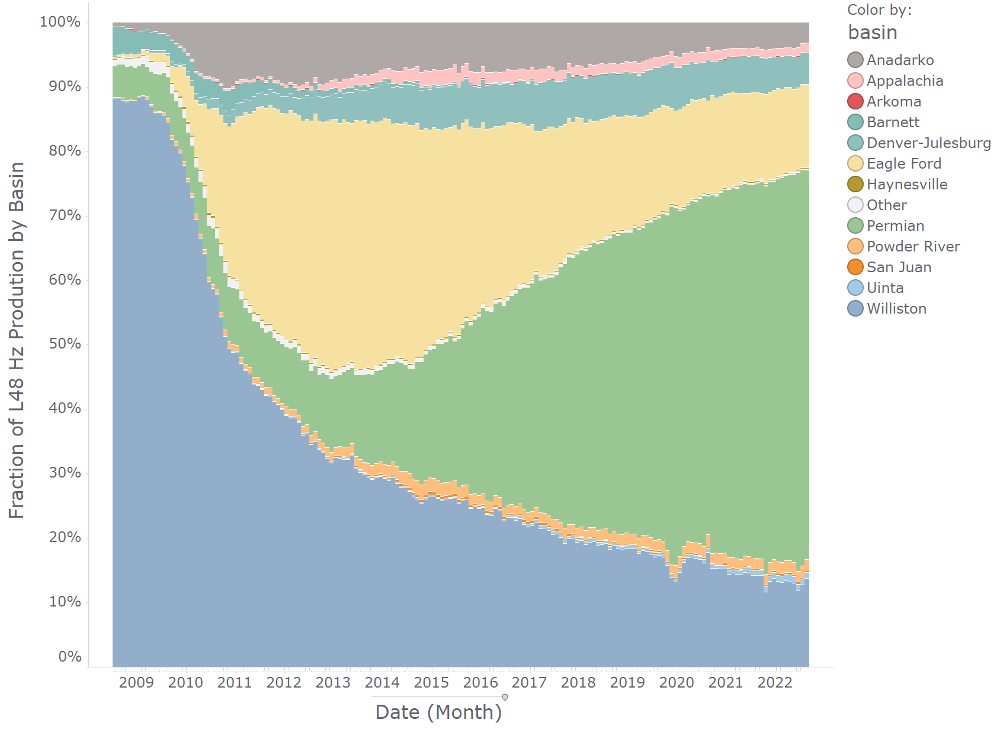 Color by:
basin
Anadarko
Appalachia
Arkoma
Barnett
Denver-Julesburg
Eagle Ford
Haynesville
Other
Permian
Powder River
San Juan
Uinta
Williston
Fraction of L48 Hz Prodution by Basin
100%
90%
80%
70%
60%
50%
40%
30%
20%
10%
0%
2009 2010 2011 2012 2013 2014 2015 2016 2017 2018 2019 2020 2021 2022
Date (Month)